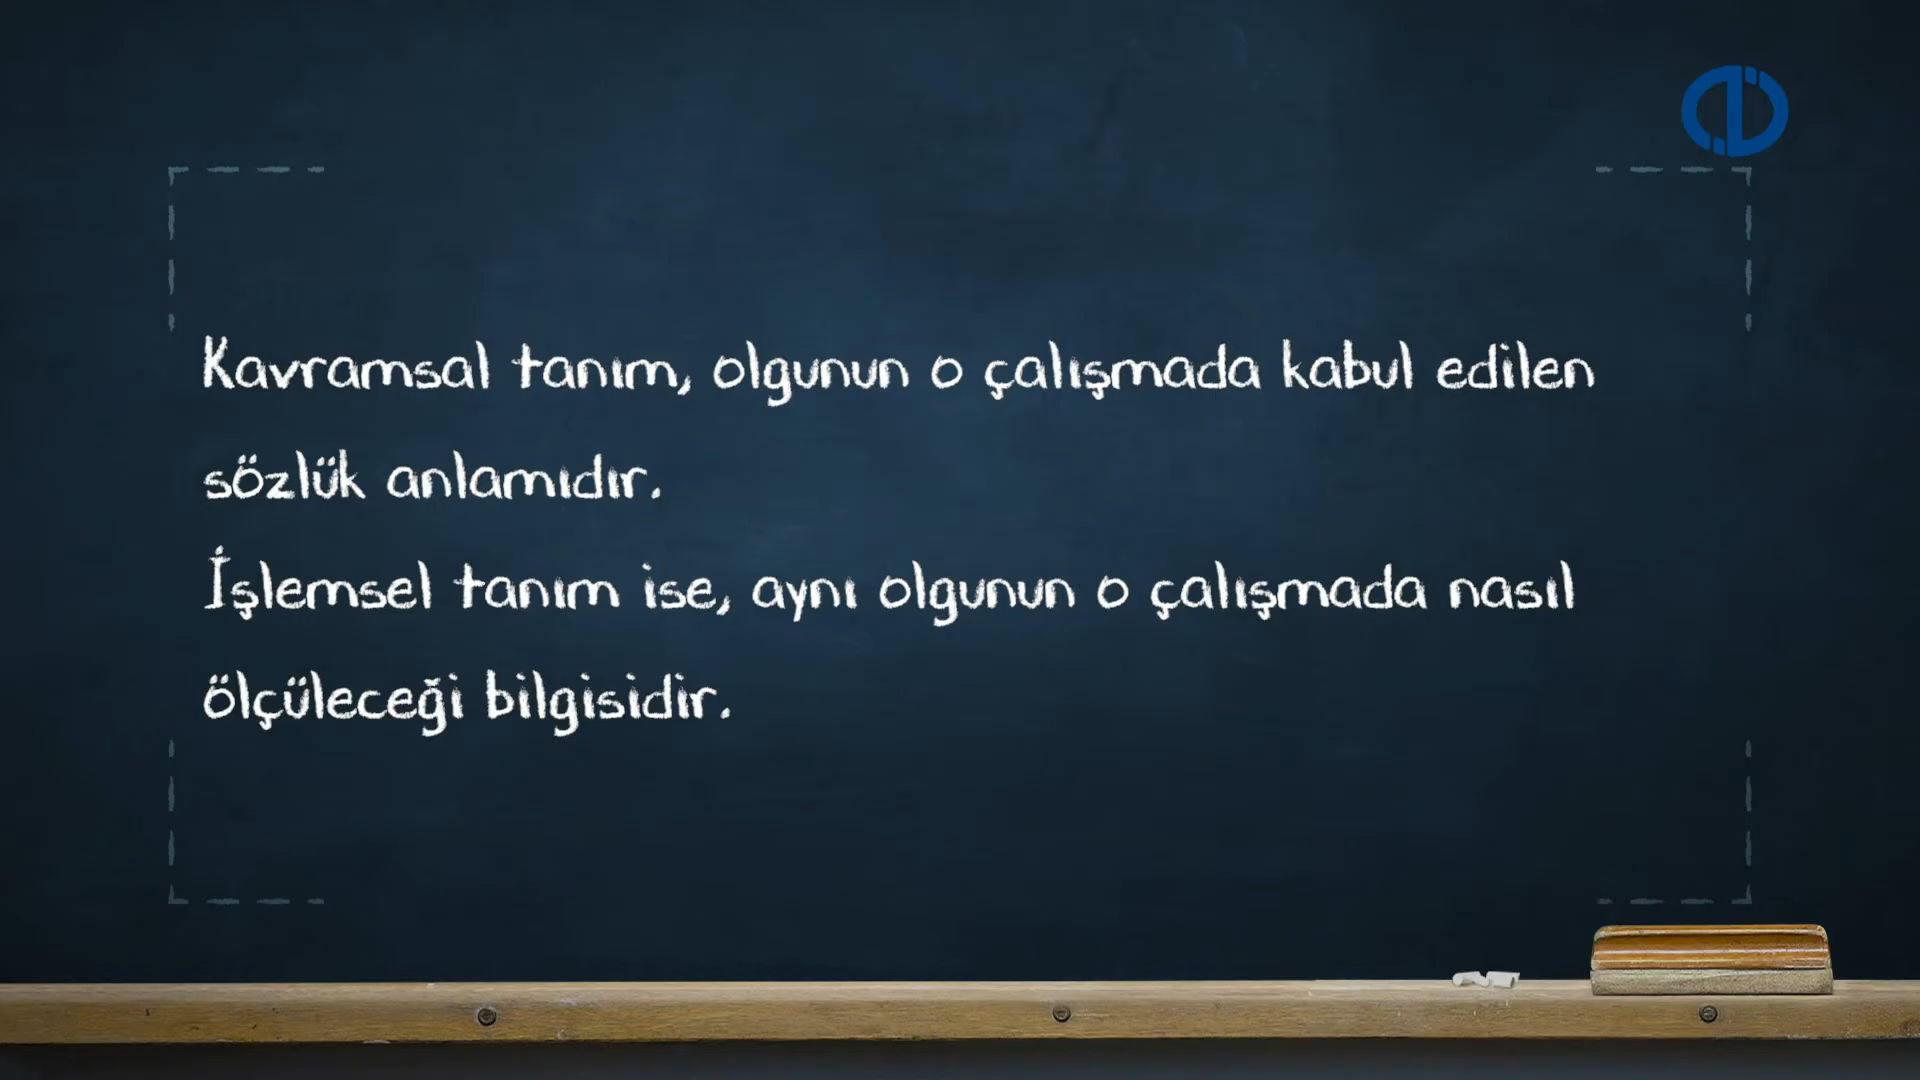 Kavramsal tanım, olgunun o çalışmada kabul edilen
sözlük anlamıdır.
İşlemsel tanım ise, aynı olgunun o çalışmada nasıl
ölçüleceği bilgisidir.